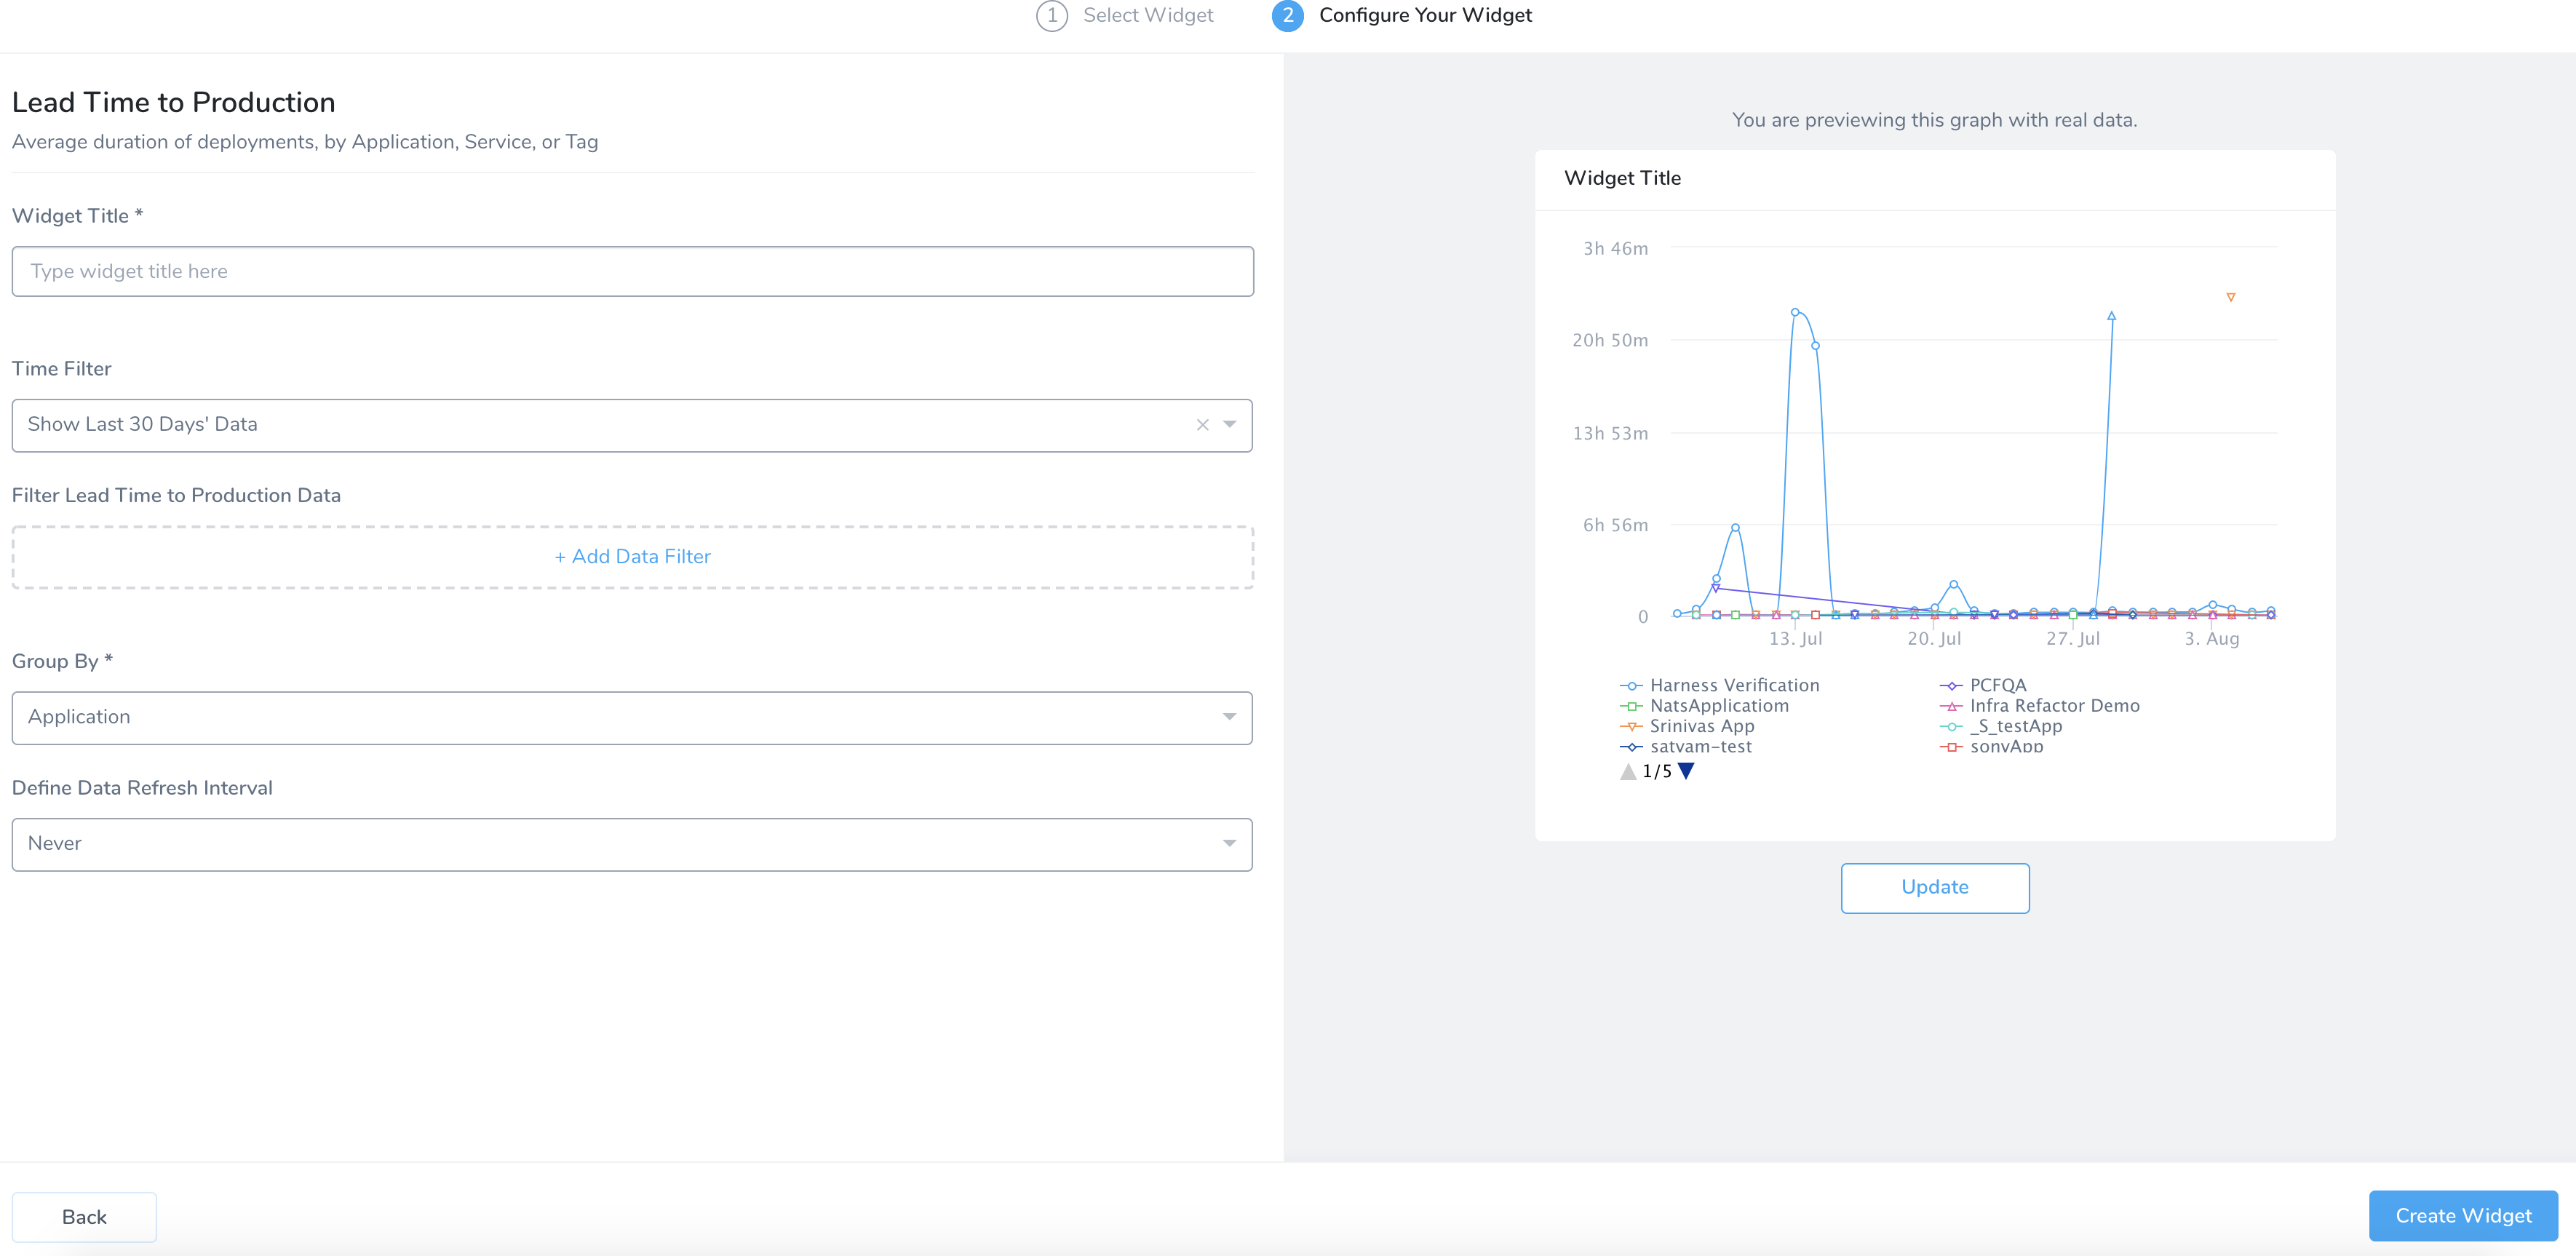 1 Select Widget 2 Configure Your Widget
Lead Time to Production
Average duration of deployments, by Application, Service, or Tag
Widget Title *
Type widget title here
Time Filter
Show Last 30 Days' Data
Filter Lead Time to Production Data
+ Add Data Filter
Group By *
Application
Define Data Refresh Interval
Never
You are previewing this graph with real data.
Widget Title
3h 46m
20h 50m
13h 53m
6h 56m
0
13. Jul 20. Jul 27. Jul 3. Aug
Harness Verification PCFQA
NatsApplicatiom Infra Refactor Demo
Srinivas App _S_testApp
satyam-test sonyApp
1/5
Update
Back
Create Widget